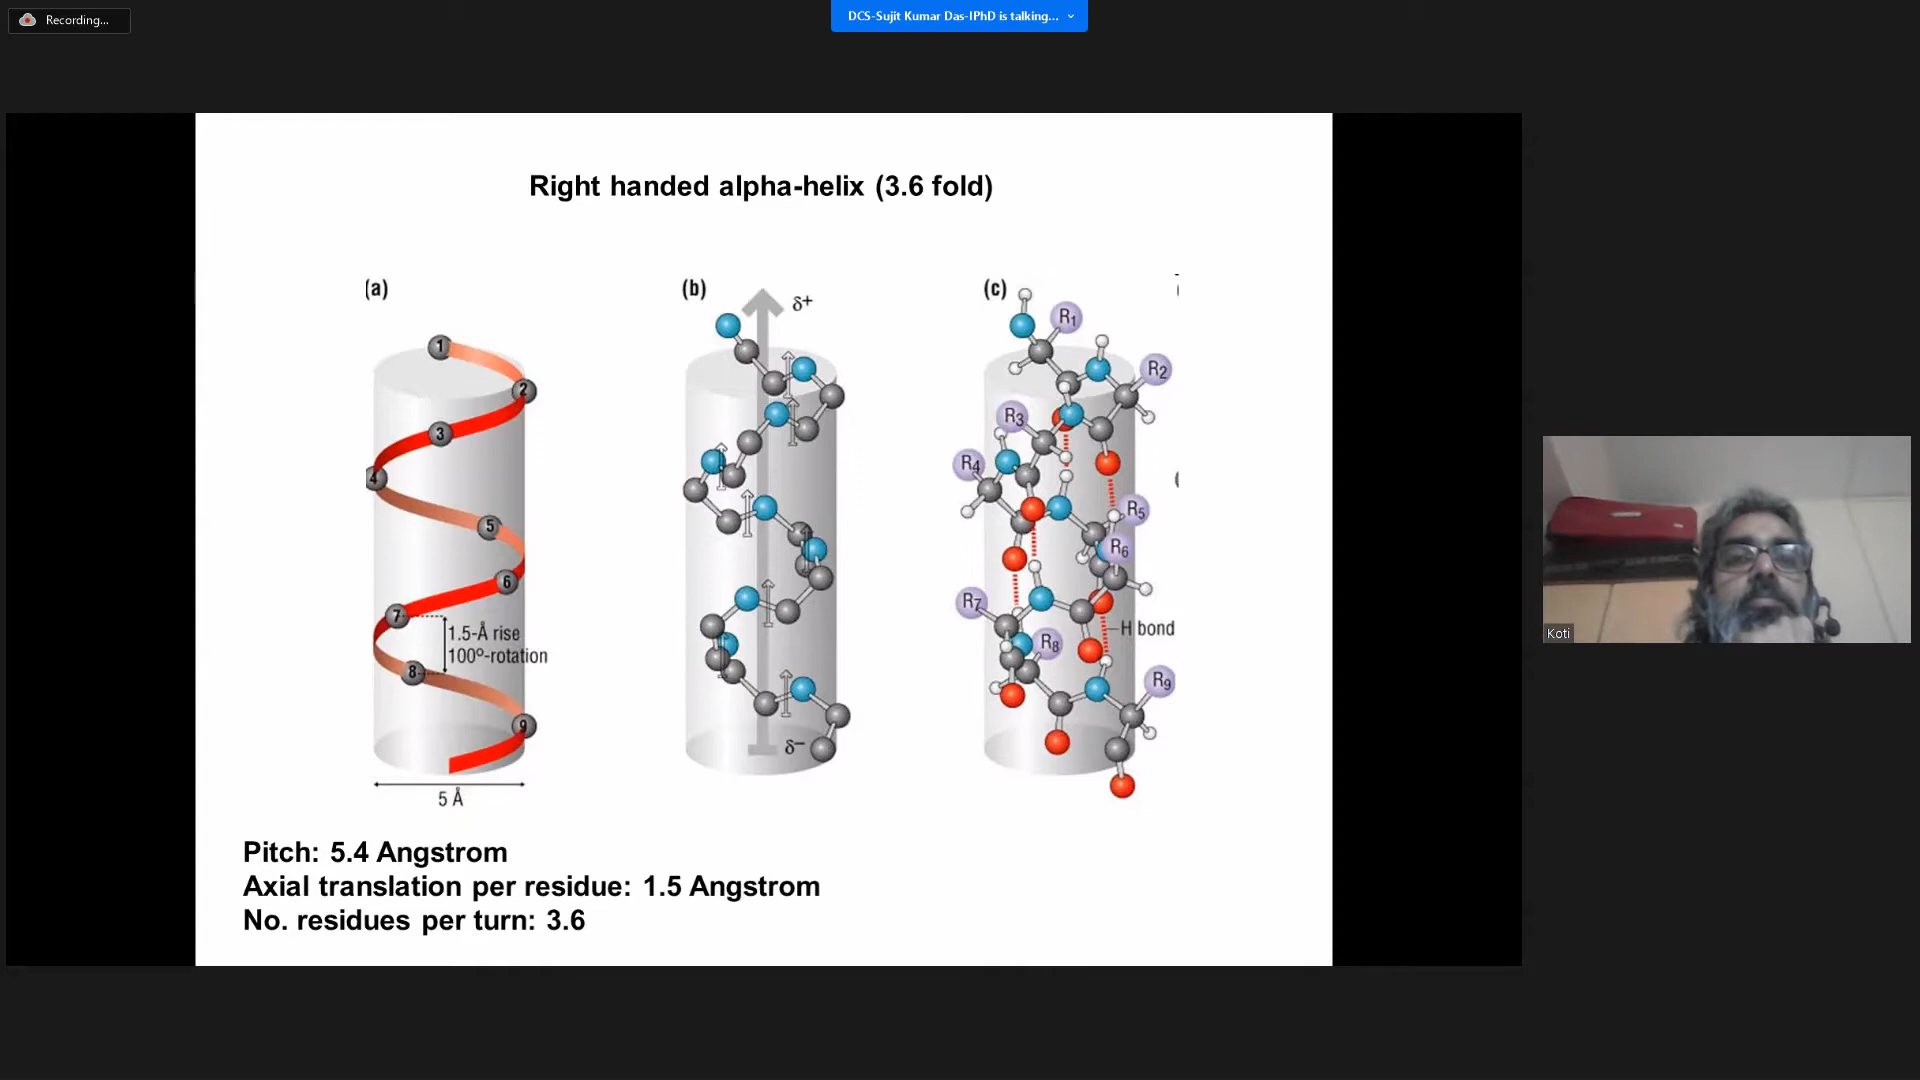 Recording...
DCS-Sujit Kumar Das-IPhD is talking...
Right handed alpha-helix (3.6 fold)
(a)
1
2
3
4
5
6
7
1.5-Å rise
100º-rotation
8
9
5 Å
(b)
δ+
δ−
(c)
R1
R2
R3
R4
R5
R6
R7
H bond
R8
R9
Pitch: 5.4 Angstrom
Axial translation per residue: 1.5 Angstrom
No. residues per turn: 3.6
Koti